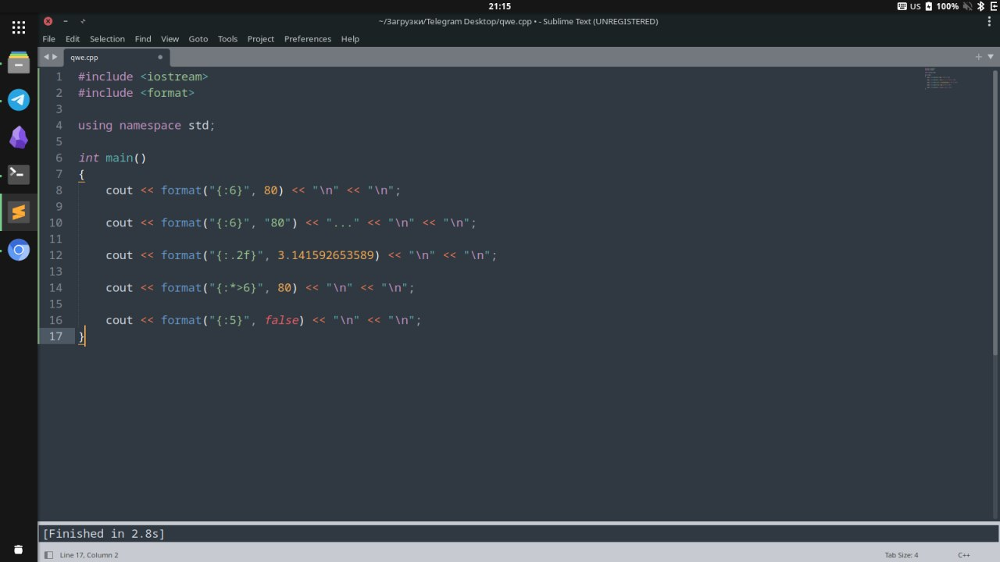 21:15
US 100%
~/Загрузки/Telegram Desktop/qwe.cpp • - Sublime Text (UNREGISTERED)
File Edit Selection Find View Goto Tools Project Preferences Help
qwe.cpp
1 #include <iostream>
2 #include <format>
3
4 using namespace std;
5
6 int main()
7 {
8     cout << format("{:6}", 80) << "\n" << "\n";
9
10     cout << format("{:6}", "80") << "..." << "\n" << "\n";
11
12     cout << format("{:.2f}", 3.141592653589) << "\n" << "\n";
13
14     cout << format("{:*>6}", 80) << "\n" << "\n";
15
16     cout << format("{:5}", false) << "\n" << "\n";
17 }
[Finished in 2.8s]
Line 17, Column 2 Tab Size: 4 C++